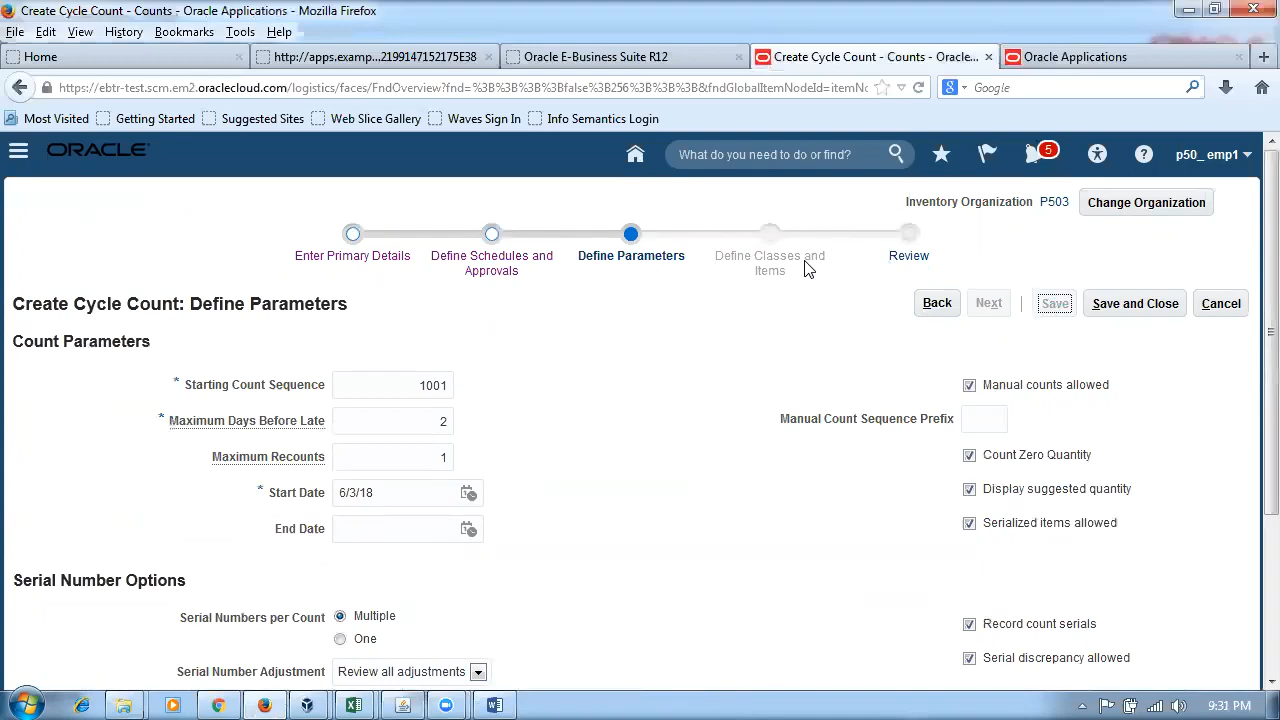 Create Cycle Count - Counts - Oracle Applications - Mozilla Firefox
File Edit View History Bookmarks Tools Help
Home
http://apps.examp...2199147152175E38
Oracle E-Business Suite R12
Create Cycle Count - Counts - Oracle...
Oracle Applications
https://ebtr-test.scm.em2.oraclecloud.com/logistics/faces/FndOverview?fnd=%3B%3B%3B%3Bfalse%3B256%3B%3B%3B&fndGlobalItemNodeId=itemNo
Google
Most Visited Getting Started Suggested Sites Web Slice Gallery Waves Sign In Info Semantics Location
ORACLE
What do you need to do or find?
5
p50_emp1
Inventory Organization P503 Change Organization
Enter Primary Details
Define Schedules and
Approvals
Define Parameters
Define Classes and
Items
Review
Create Cycle Count: Define Parameters
Back Next Save Save and Close Cancel
Count Parameters
* Starting Count Sequence 1001
* Maximum Days Before Late 2
Maximum Recounts 1
* Start Date 6/3/18
End Date
Manual counts allowed
Manual Count Sequence Prefix
Count Zero Quantity
Display suggested quantity
Serialized items allowed
Serial Number Options
Serial Numbers per Count Multiple
One
Serial Number Adjustment Review all adjustments
Record count serials
Serial discrepancy allowed
9:31 PM